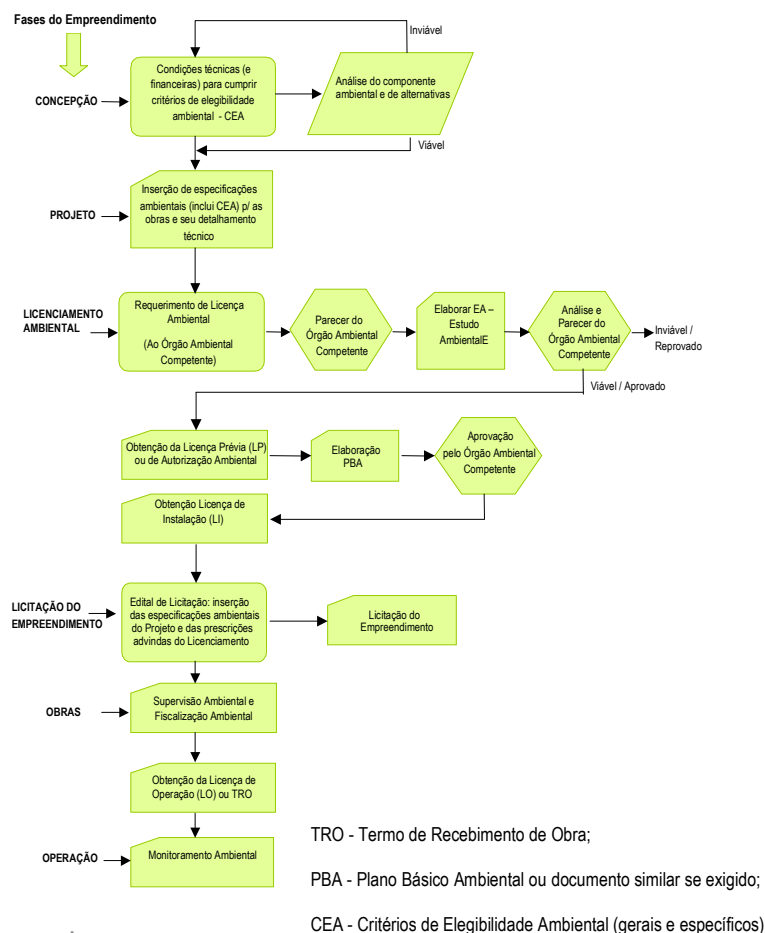 Fases do Empreendimento
Inviável
Condições técnicas (e
financeiras) para cumprir
critérios de elegibilidade
ambiental - CEA
Análise do componente
ambiental e de alternativas
CONCEPÇÃO
Viável
Inserção de especificações
ambientais (inclui CEA) p/ as
obras e seu detalhamento
técnico
PROJETO
LICENCIAMENTO
AMBIENTAL
Requerimento de Licença
Ambiental
(Ao Órgão Ambiental
Competente)
Parecer do
Órgão Ambiental
Competente
Elaborar EA –
Estudo
AmbientalE
Análise e
Parecer do
Órgão Ambiental
Competente
Inviável /
Reprovado
Viável / Aprovado
Obtenção da Licença Prévia (LP)
ou de Autorização Ambiental
Elaboração
PBA
Aprovação
pelo Órgão Ambiental
Competente
Obtenção Licença de
Instalação (LI)
LICITAÇÃO DO
EMPREENDIMENTO
Edital de Licitação: inserção
das especificações ambientais
do Projeto e das prescrições
advindas do Licenciamento
Licitação do
Empreendimento
OBRAS
Supervisão Ambiental e
Fiscalização Ambiental
Obtenção da Licença de
Operação (LO) ou TRO
OPERAÇÃO
Monitoramento Ambiental
TRO - Termo de Recebimento de Obra;
PBA - Plano Básico Ambiental ou documento similar se exigido;
CEA - Critérios de Elegibilidade Ambiental (gerais e específicos)